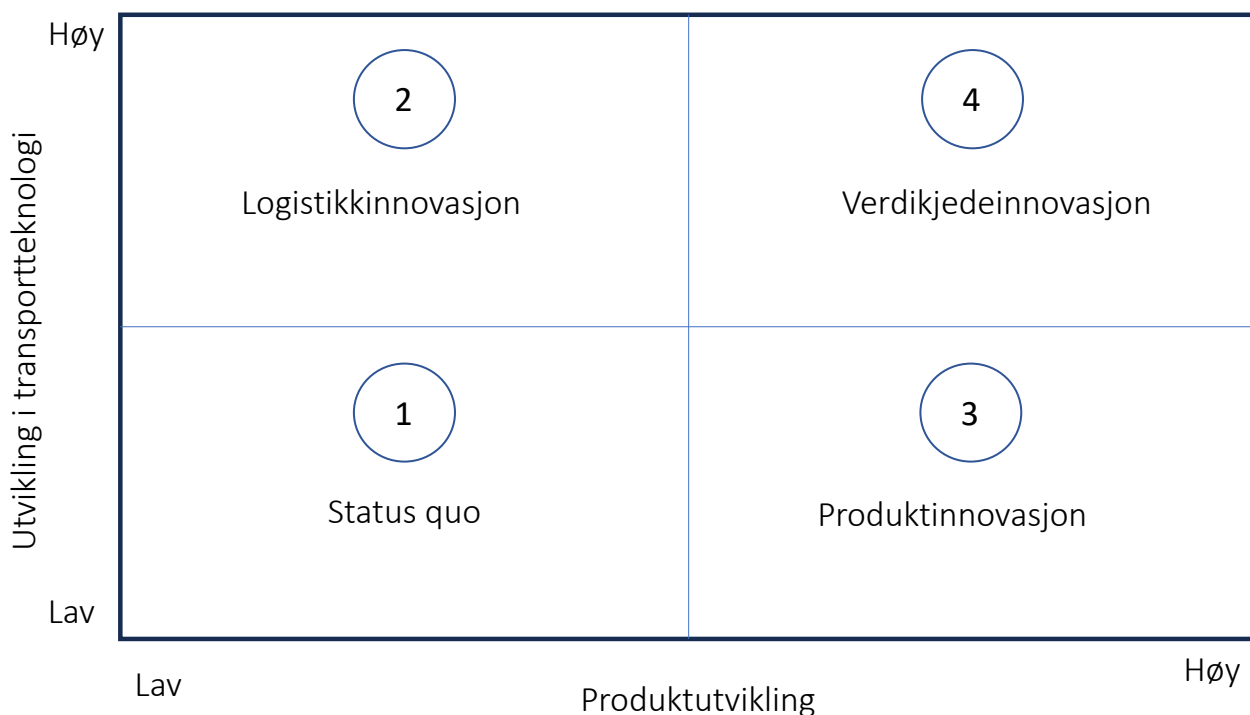 Høy
2
4
Logistikkinnovasjon
Verdikjedeinnovasjon
Utvikling i transportteknologi
1
3
Status quo
Produktinnovasjon
Lav
Lav
Produktutvikling
Høy